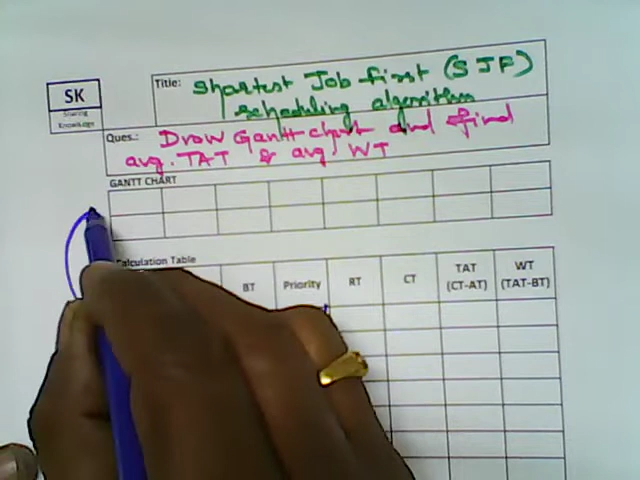 SK
Sharing
Knowledge
Title: Shortest Job first (SJF)
scheduling algorithm
Ques.: Drow Gantt chart and find
avg. TAT & avg. WT
GANTT CHART
Calculation Table
BT Priority RT CT TAT (CT-AT) WT (TAT-BT)